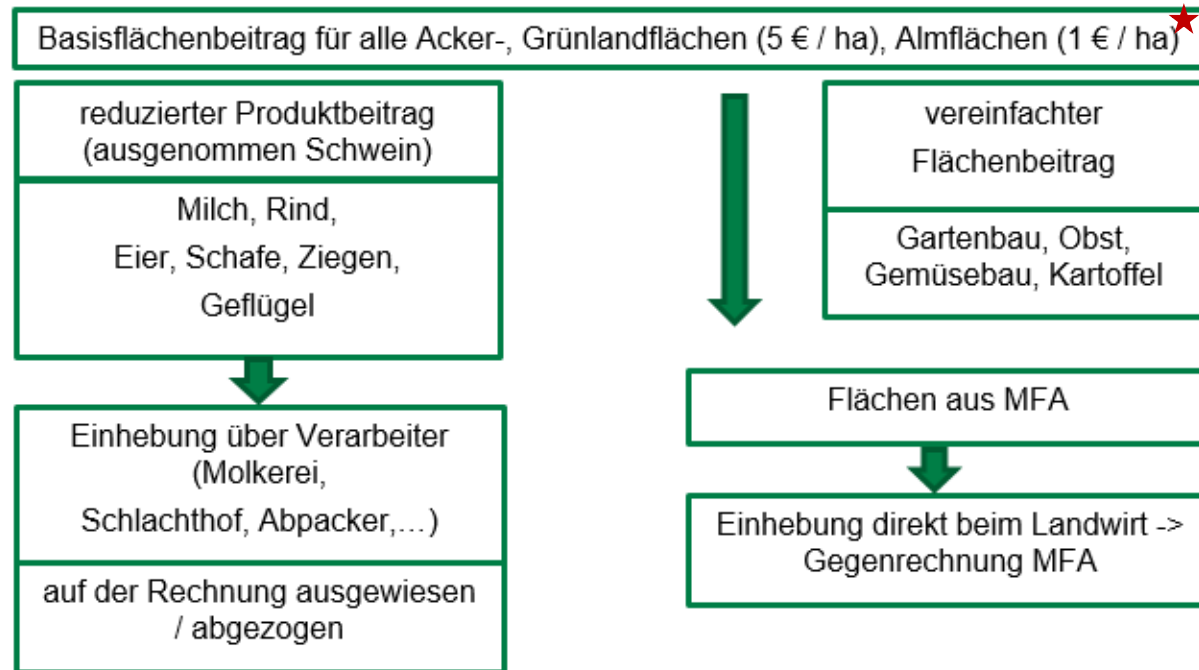 Basisflächenbeitrag für alle Acker-, Grünlandflächen (5 € / ha), Almflächen (1 € / ha)
reduzierter Produktbeitrag
(ausgenommen Schwein)
Milch, Rind,
Eier, Schafe, Ziegen,
Geflügel
Einhebung über Verarbeiter
(Molkerei,
Schlachthof, Abpacker,…)
auf der Rechnung ausgewiesen
/ abgezogen
vereinfachter
Flächenbeitrag
Gartenbau, Obst,
Gemüsebau, Kartoffel
Flächen aus MFA
Einhebung direkt beim Landwirt ->
Gegenrechnung MFA